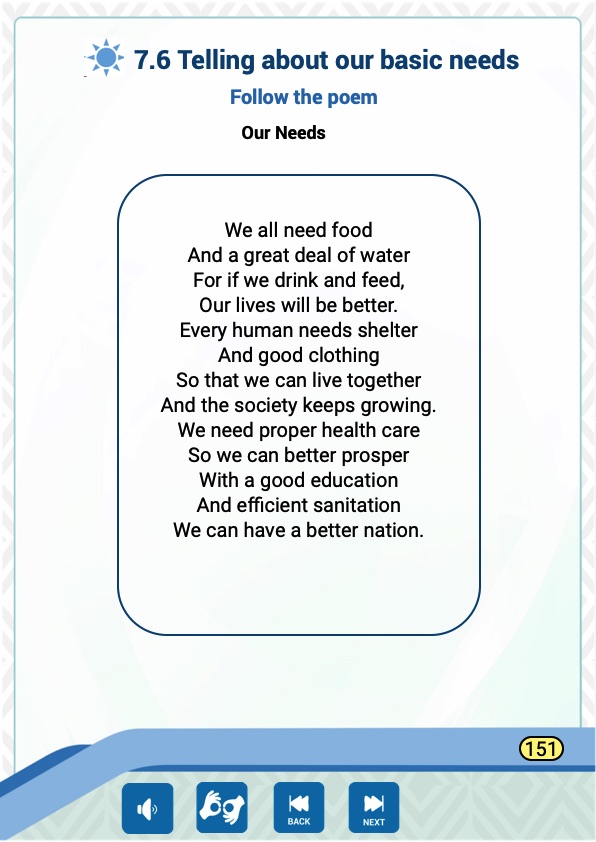 7.6 Telling about our basic needs
Follow the poem
Our Needs
We all need food
And a great deal of water
For if we drink and feed,
Our lives will be better.
Every human needs shelter
And good clothing
So that we can live together
And the society keeps growing.
We need proper health care
So we can better prosper
With a good education
And efficient sanitation
We can have a better nation.
151
BACK
NEXT